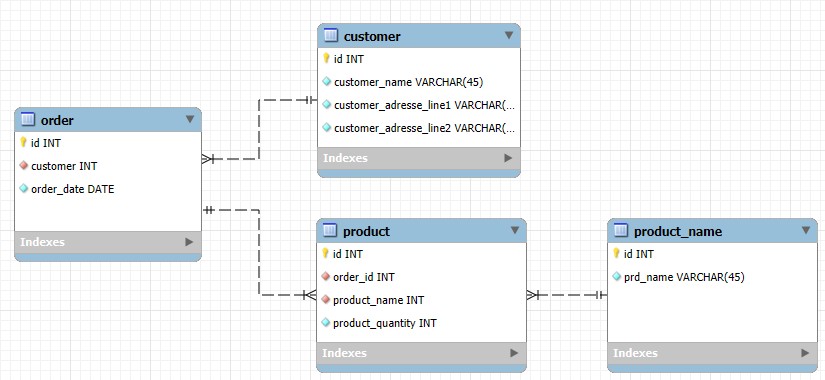 customer
id INT
customer_name VARCHAR(45)
customer_adresse_line1 VARCHAR(...
customer_adresse_line2 VARCHAR(...
Indexes
order
id INT
customer INT
order_date DATE
Indexes
product
id INT
order_id INT
product_name INT
product_quantity INT
Indexes
product_name
id INT
prd_name VARCHAR(45)
Indexes